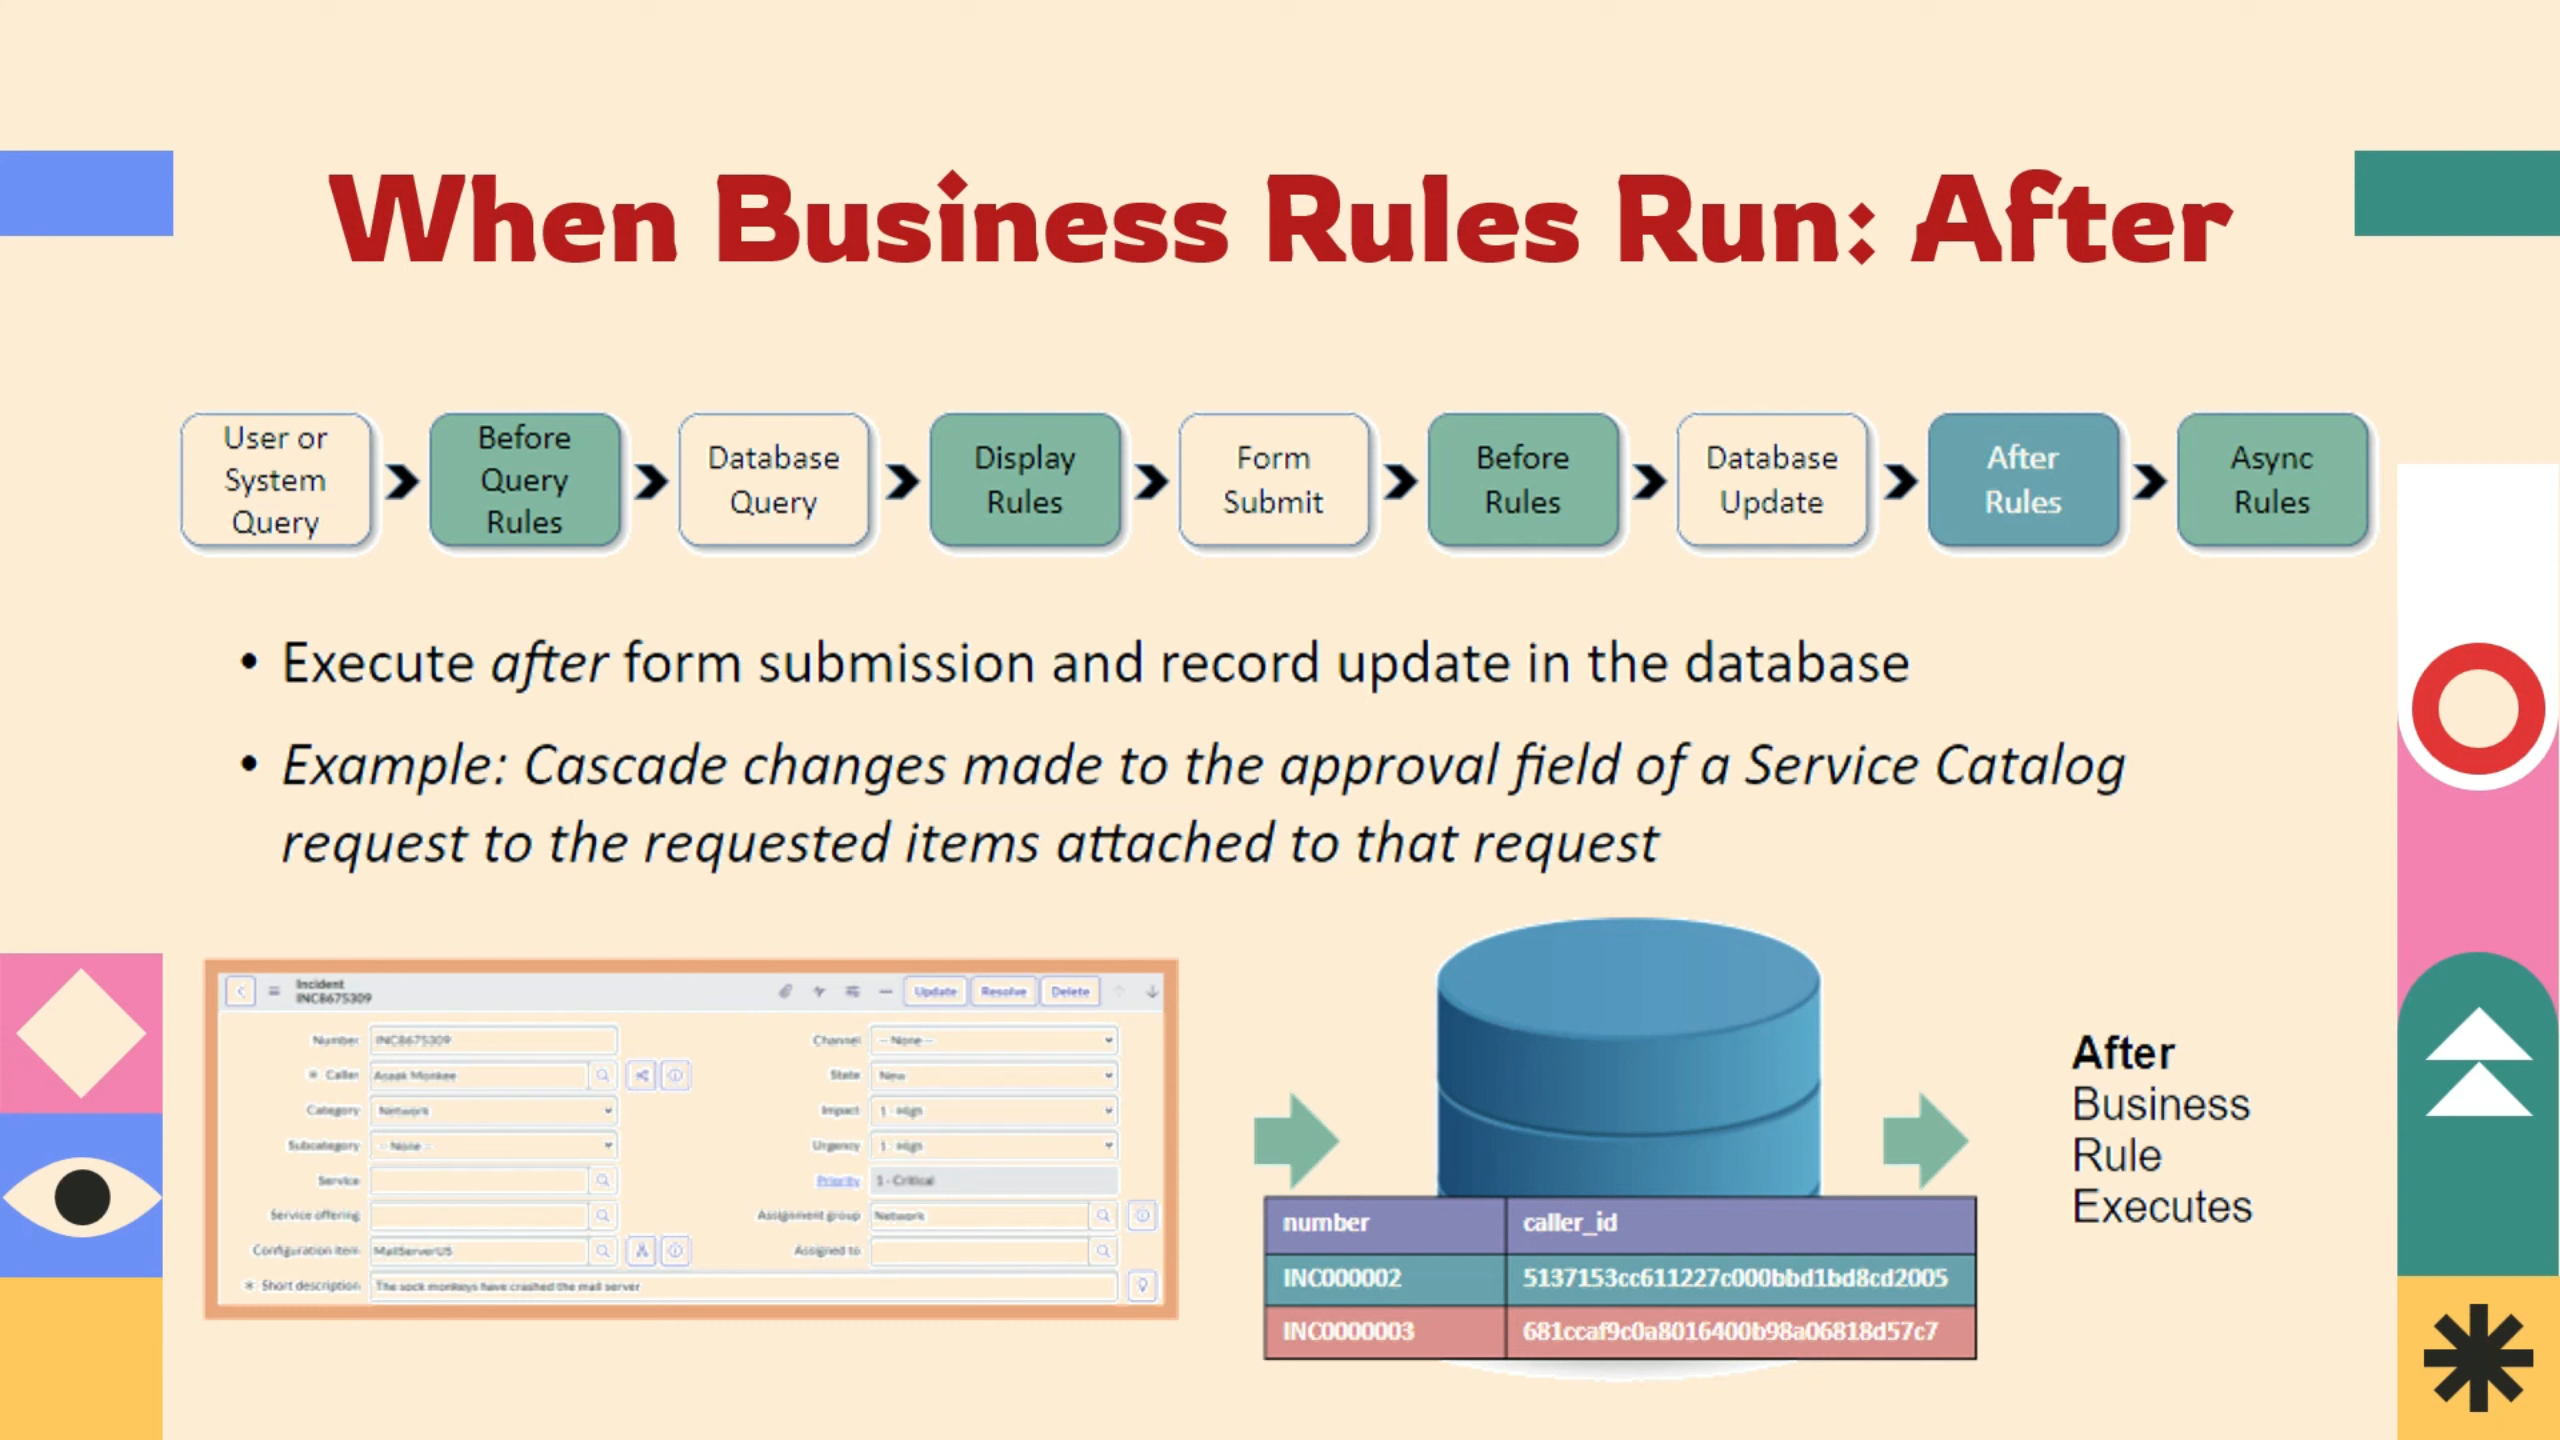 When Business Rules Run: After
User or
System
Query
Before
Query
Rules
Database
Query
Display
Rules
Form
Submit
Before
Rules
Database
Update
After
Rules
Async
Rules
• Execute after form submission and record update in the database
• Example: Cascade changes made to the approval field of a Service Catalog
request to the requested items attached to that request
Incident
INC8675309
Update
Resolve
Delete
Number INC8675309
Channel -- None --
* Caller Asaak Monkee
State New
Category Network
Impact 1 - High
Subcategory -- None --
Urgency 1 - High
Service
Priority 1 - Critical
Service offering
Assignment group Network
Configuration item MailServerUS
Assigned to
* Short description The sock monkeys have crashed the mail server
number caller_id
INC000002 5137153cc611227c000bbd1bd8cd2005
INC0000003 681ccaf9c0a8016400b98a06818d57c7
After
Business
Rule
Executes